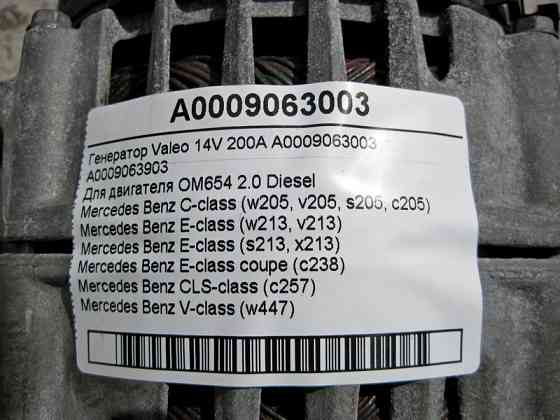 A0009063003
Генератор Valeo 14V 200A A0009063003
A0009063903
Для двигателя OM654 2.0 Diesel
Mercedes Benz C-class (w205, v205, s205, c205)
Mercedes Benz E-class (w213, v213)
Mercedes Benz E-class (s213, x213)
Mercedes Benz E-class coupe (c238)
Mercedes Benz CLS-class (c257)
Mercedes Benz V-class (w447)